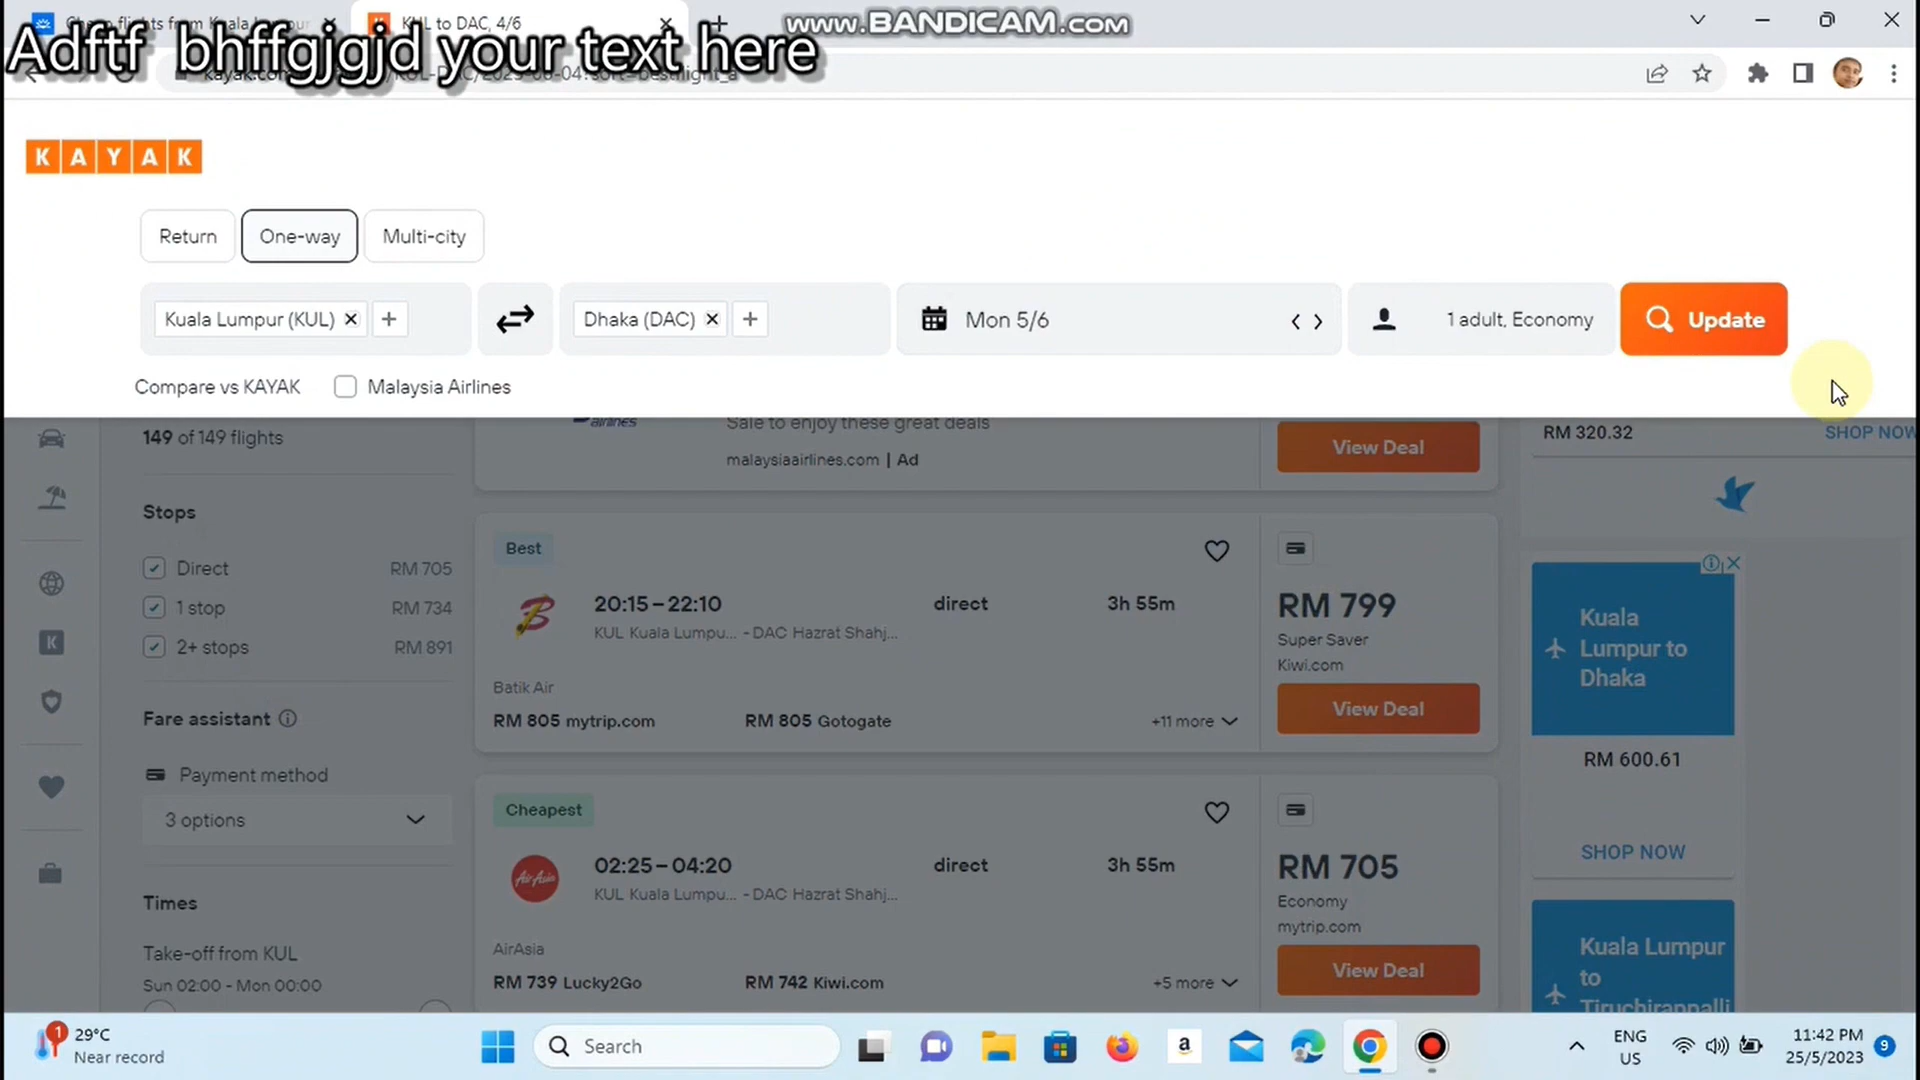 KUL to DAC, 4/6
www.BANDICAM.com
Adftf bhffgjgjd your text here
KAYAK
Return
One-way
Multi-city
Kuala Lumpur (KUL)
Dhaka (DAC)
Mon 5/6
1 adult, Economy
Update
Compare vs KAYAK
Malaysia Airlines
149 of 149 flights
Sale to enjoy these great deals
malaysiaairlines.com | Ad
View Deal
RM 320.32
SHOP NOW
Stops
Direct RM 705
1 stop RM 734
2+ stops RM 891
Fare assistant
Payment method
3 options
Times
Take-off from KUL
Sun 02:00 - Mon 00:00
Best
20:15 – 22:10 direct 3h 55m
KUL Kuala Lumpu... - DAC Hazrat Shahj...
Batik Air
RM 805 mytrip.com RM 805 Gotogate +11 more
RM 799
Super Saver
Kiwi.com
View Deal
Cheapest
02:25 – 04:20 direct 3h 55m
KUL Kuala Lumpu... - DAC Hazrat Shahj...
AirAsia
AirAsia
RM 739 Lucky2Go RM 742 Kiwi.com +5 more
RM 705
Economy
mytrip.com
View Deal
Kuala
Lumpur to
Dhaka
RM 600.61
SHOP NOW
Kuala Lumpur
to
Tiruchirappalli
1
29°C
Near record
Search
ENG
US
11:42 PM
25/5/2023
9